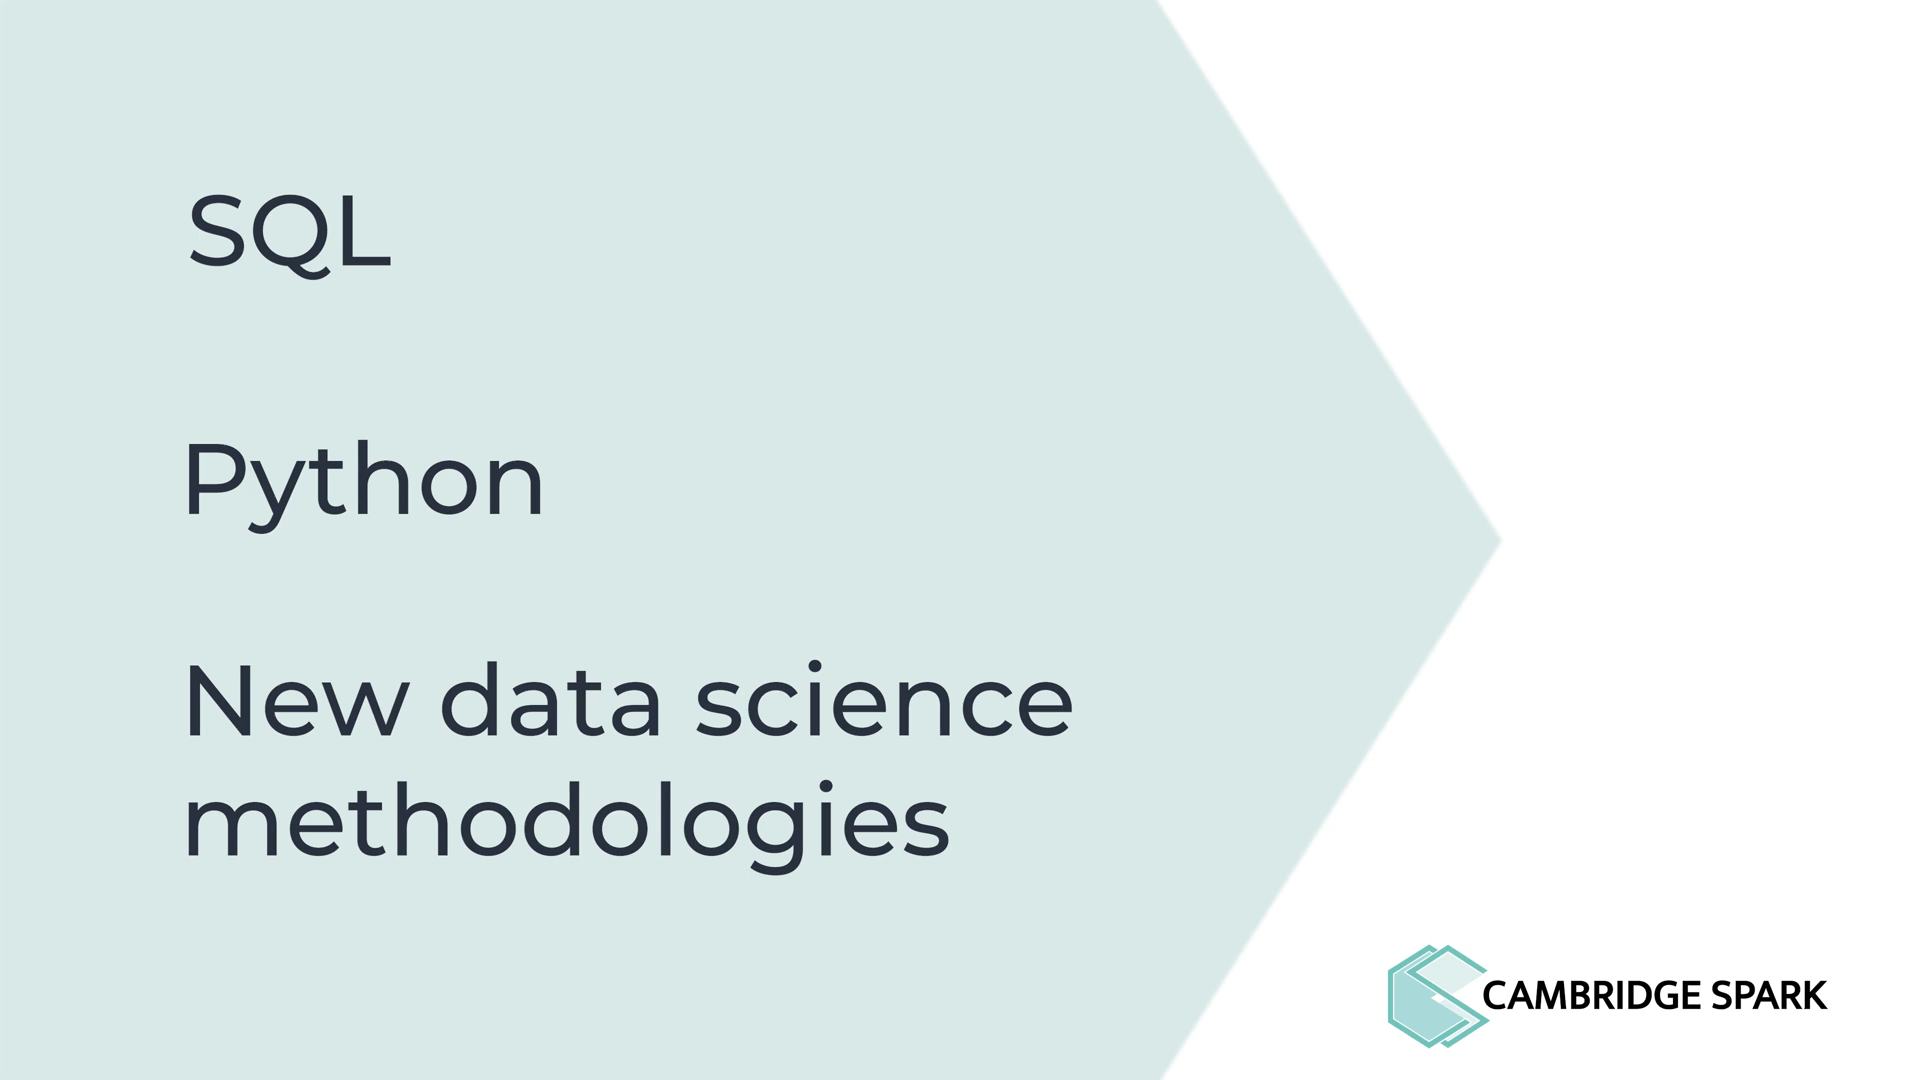 SQL
Python
New data science
methodologies
CAMBRIDGE SPARK